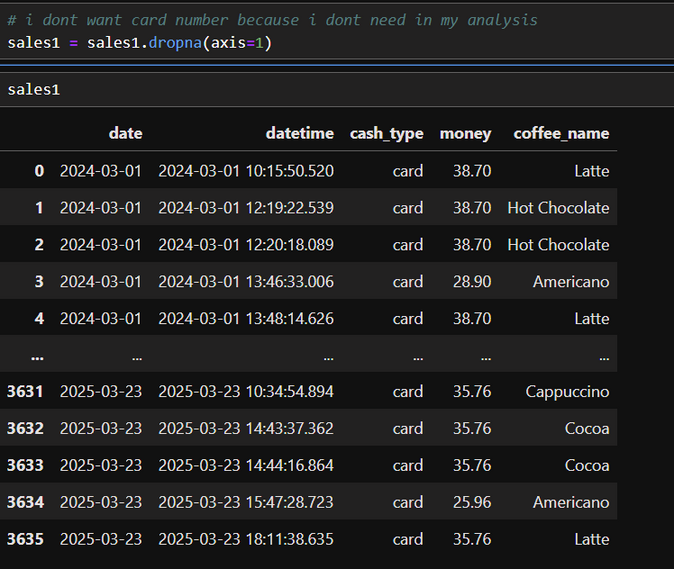 # i dont want card number because i dont need in my analysis
sales1 = sales1.dropna(axis=1)
sales1
date datetime cash_type money coffee_name
0 2024-03-01 2024-03-01 10:15:50.520 card 38.70 Latte
1 2024-03-01 2024-03-01 12:19:22.539 card 38.70 Hot Chocolate
2 2024-03-01 2024-03-01 12:20:18.089 card 38.70 Hot Chocolate
3 2024-03-01 2024-03-01 13:46:33.006 card 28.90 Americano
4 2024-03-01 2024-03-01 13:48:14.626 card 38.70 Latte
... ... ... ... ... ...
3631 2025-03-23 2025-03-23 10:34:54.894 card 35.76 Cappuccino
3632 2025-03-23 2025-03-23 14:43:37.362 card 35.76 Cocoa
3633 2025-03-23 2025-03-23 14:44:16.864 card 35.76 Cocoa
3634 2025-03-23 2025-03-23 15:47:28.723 card 25.96 Americano
3635 2025-03-23 2025-03-23 18:11:38.635 card 35.76 Latte